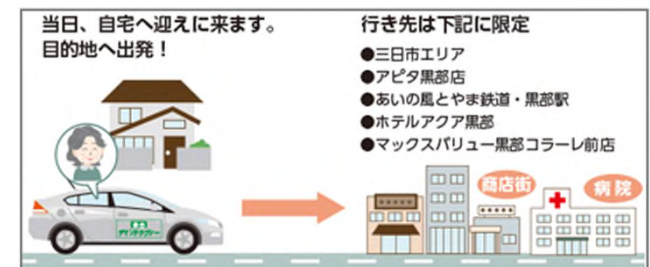 当日、自宅へ迎えに来ます。
目的地へ出発！
行き先は下記に限定
●三日市エリア
●アピタ黒部店
●あいの風とやま鉄道・黒部駅
●ホテルアクア黒部
●マックスバリュー黒部コラーレ前店
商店街
病院